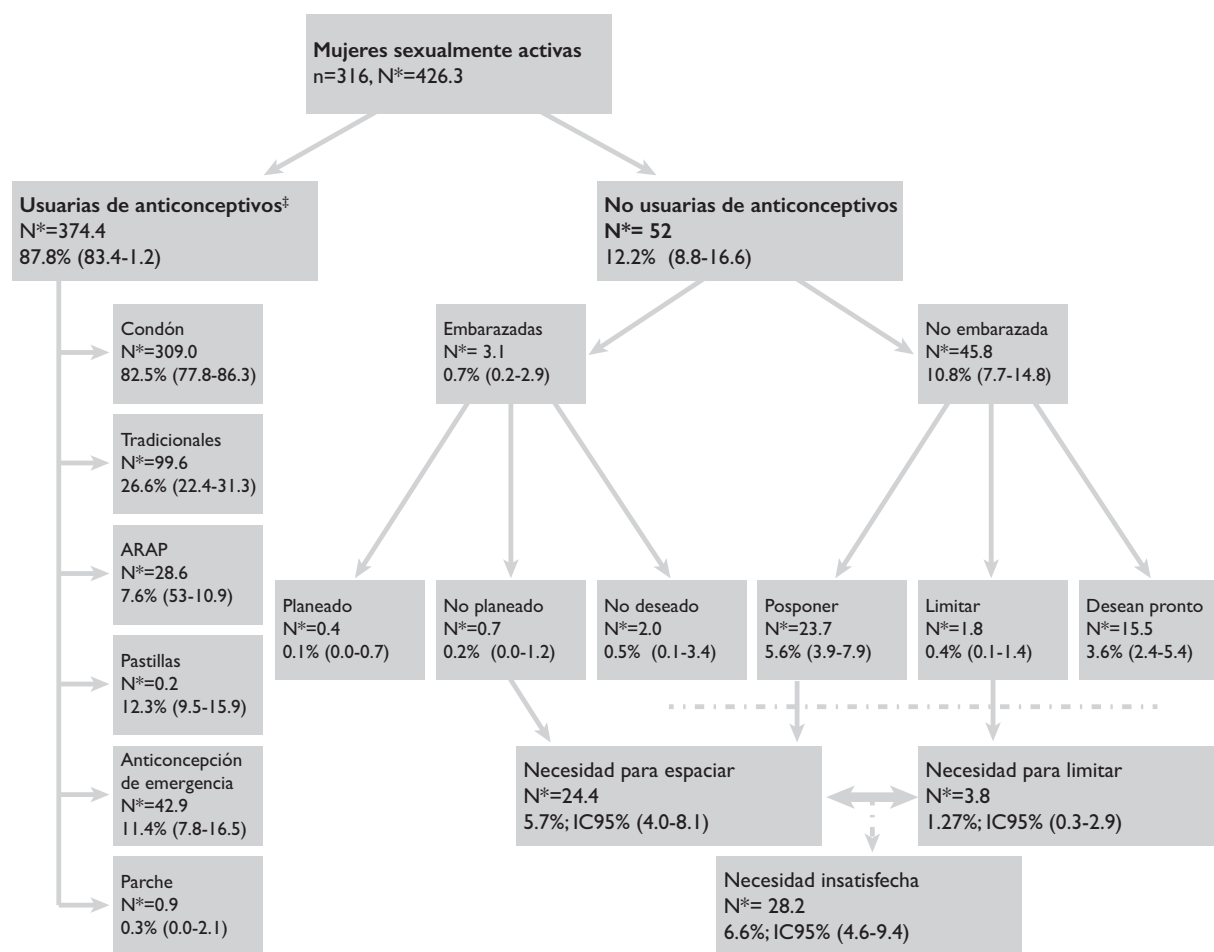 Mujeres sexualmente activas
n=316, N*=426.3
Usuarias de anticonceptivos‡
N*=374.4
87.8% (83.4-1.2)
No usuarias de anticonceptivos
N*= 52
12.2% (8.8-16.6)
Condón
N*=309.0
82.5% (77.8-86.3)
Tradicionales
N*=99.6
26.6% (22.4-31.3)
ARAP
N*=28.6
7.6% (53-10.9)
Pastillas
N*=0.2
12.3% (9.5-15.9)
Anticoncepción
de emergencia
N*=42.9
11.4% (7.8-16.5)
Parche
N*=0.9
0.3% (0.0-2.1)
Embarazadas
N*= 3.1
0.7% (0.2-2.9)
No embarazada
N*=45.8
10.8% (7.7-14.8)
Planeado
N*=0.4
0.1% (0.0-0.7)
No planeado
N*=0.7
0.2% (0.0-1.2)
No deseado
N*=2.0
0.5% (0.1-3.4)
Posponer
N*=23.7
5.6% (3.9-7.9)
Limitar
N*=1.8
0.4% (0.1-1.4)
Desean pronto
N*=15.5
3.6% (2.4-5.4)
Necesidad para espaciar
N*=24.4
5.7%; IC95% (4.0-8.1)
Necesidad para limitar
N*=3.8
1.27%; IC95% (0.3-2.9)
Necesidad insatisfecha
N*= 28.2
6.6%; IC95% (4.6-9.4)